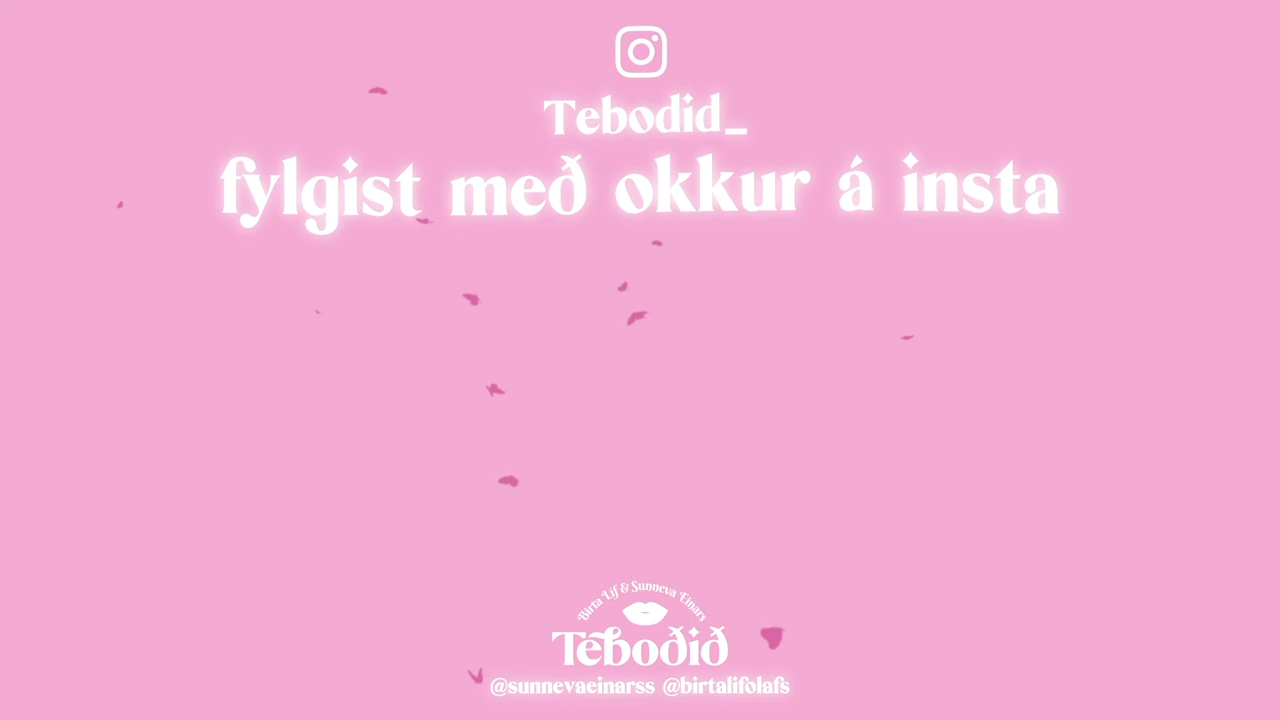 Tebodid_
fylgist með okkur á insta
Birta Líf & Sunneva Einars
Teboðið
@sunnevaeinarss @birtalifolafs